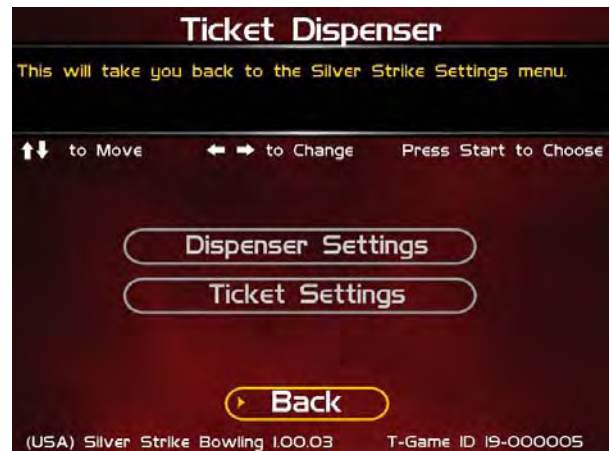 Ticket Dispenser
This will take you back to the Silver Strike Settings menu.
to Move to Change Press Start to Choose
Dispenser Settings
Ticket Settings
Back
(USA) Silver Strike Bowling 1.00.03 T-Game ID 19-000005